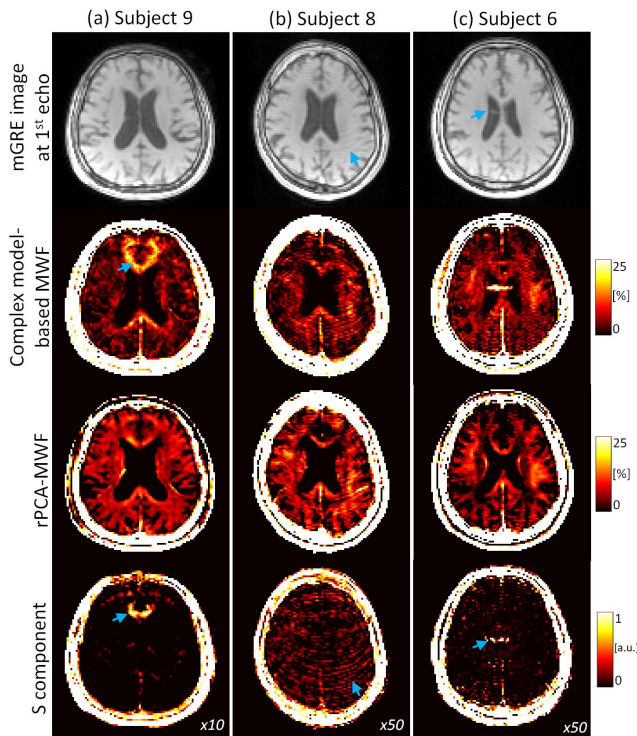 (a) Subject 9
(b) Subject 8
(c) Subject 6
mGRE image
at 1st echo
Complex model-
based MWF
25
[%]
0
rPCA-MWF
25
[%]
0
S component
1
[a.u.]
0
x10
x50
x50